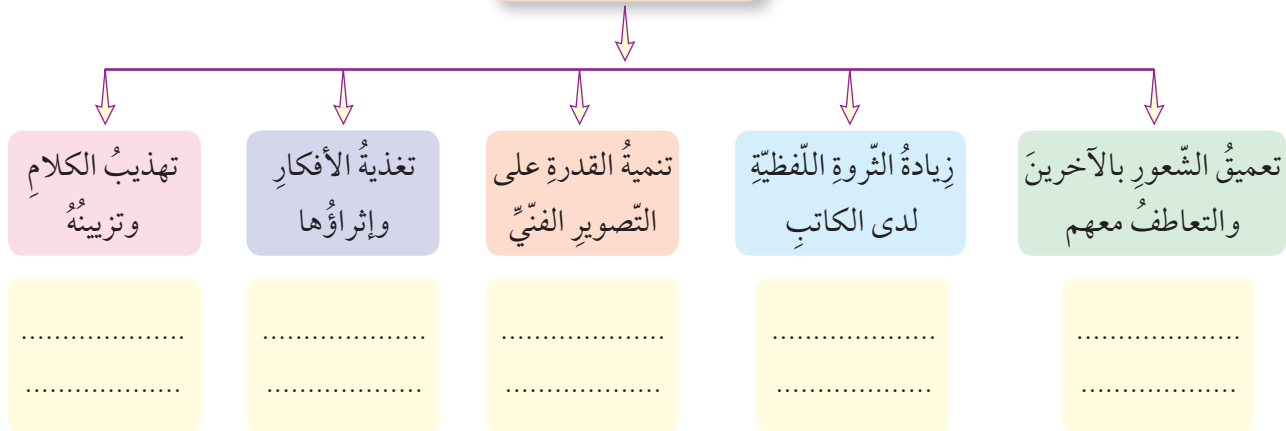 تعميقُ الشّعورِ بالآخرينَ
والتعاطفُ معهم
زِيادةُ الثّروةِ اللّفظيّةِ
لدى الكاتبِ
تنميةُ القدرةِ على
التّصويرِ الفنّيِّ
تغذيةُ الأفكارِ
وإثراؤُها
تهذيبُ الكلامِ
وتزيينُهُ
....................
...................
....................
...................
....................
...................
....................
...................
....................
...................